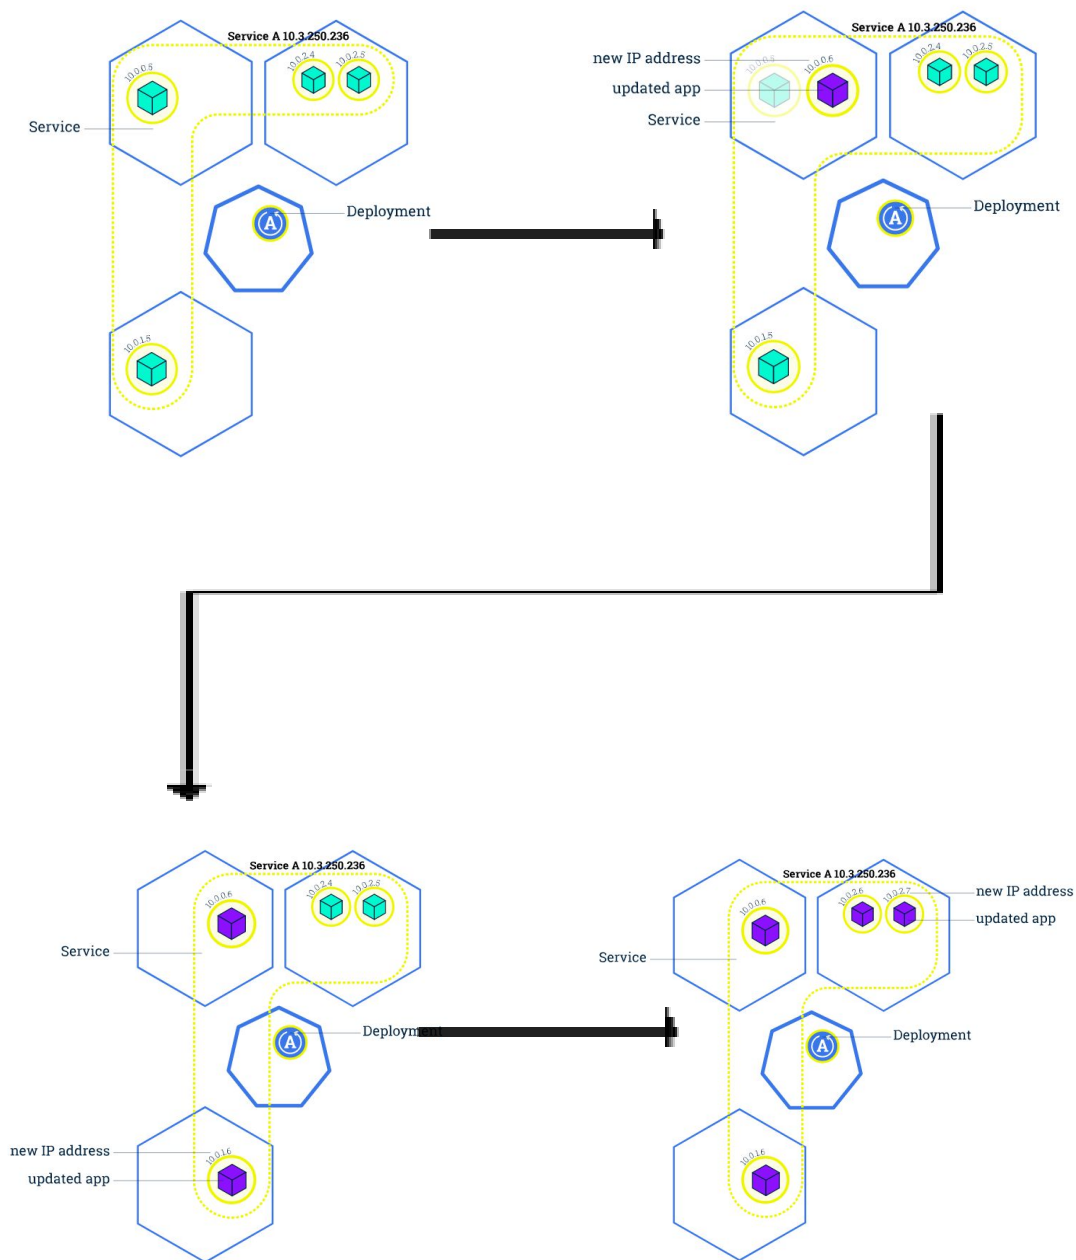 Service A 10.3.250.236
10.0.0.5
10.0.2.4
10.0.2.5
Service
A
Deployment
10.0.1.5
Service A 10.3.250.236
new IP address
10.0.0.5
10.0.0.6
10.0.2.4
10.0.2.5
updated app
Service
A
Deployment
10.0.1.5
Service A 10.3.250.236
10.0.0.6
10.0.2.4
10.0.2.5
Service
A
Deployment
new IP address
10.0.1.6
updated app
Service A 10.3.250.236
10.0.0.6
10.0.2.6
10.0.2.7
new IP address
updated app
Service
A
Deployment
10.0.1.6